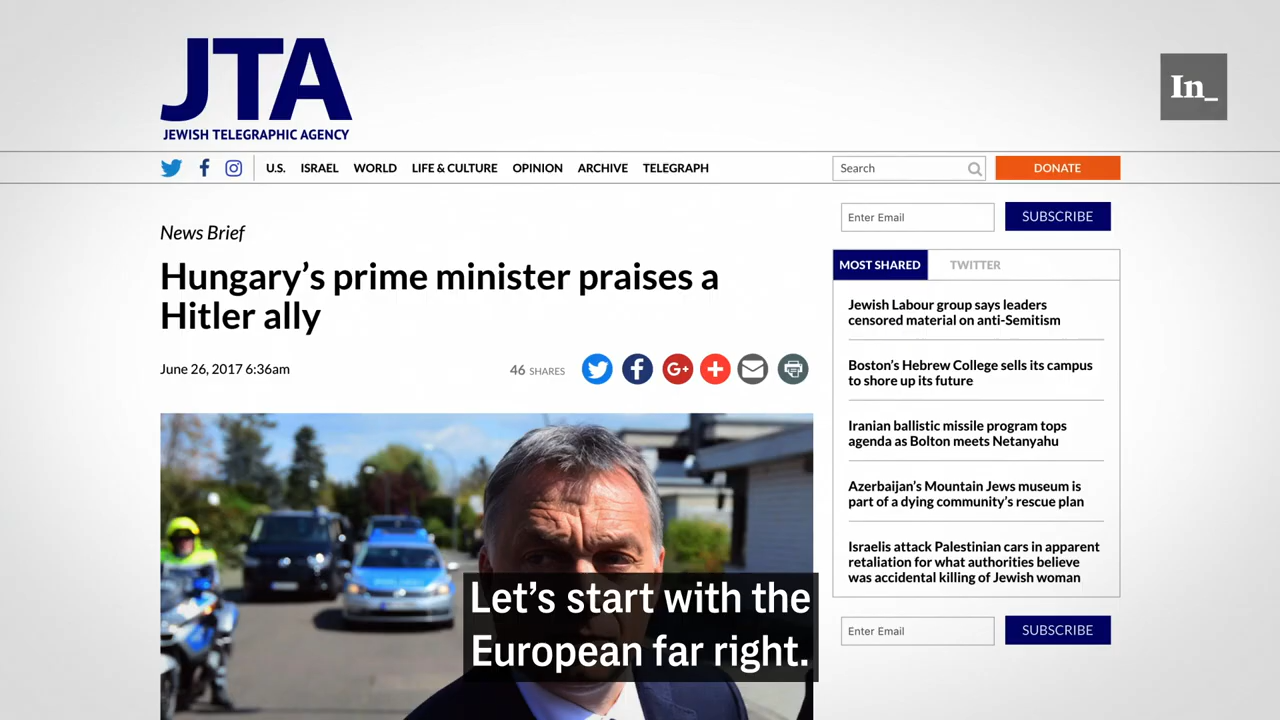 JTA
JEWISH TELEGRAPHIC AGENCY
In_
U.S. ISRAEL WORLD LIFE & CULTURE OPINION ARCHIVE TELEGRAPH
Search
DONATE
Enter Email
SUBSCRIBE
News Brief
Hungary's prime minister praises a
Hitler ally
June 26, 2017 6:36am
46 SHARES
G+
MOST SHARED
TWITTER
Jewish Labour group says leaders
censored material on anti-Semitism
Boston's Hebrew College sells its campus
to shore up its future
Iranian ballistic missile program tops
agenda as Bolton meets Netanyahu
Azerbaijan's Mountain Jews museum is
part of a dying community's rescue plan
Israelis attack Palestinian cars in apparent
retaliation for what authorities believe
was accidental killing of Jewish woman
Enter Email
SUBSCRIBE
Let's start with the
European far right.